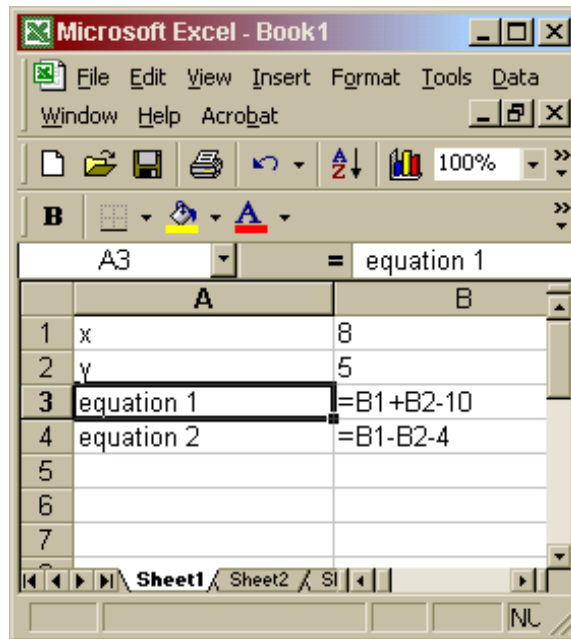 Microsoft Excel - Book1
File Edit View Insert Format Tools Data
Window Help Acrobat
100%
B A
A3 = equation 1
A B
1 x 8
2 y 5
3 equation 1 =B1+B2-10
4 equation 2 =B1-B2-4
5
6
7
Sheet1 Sheet2